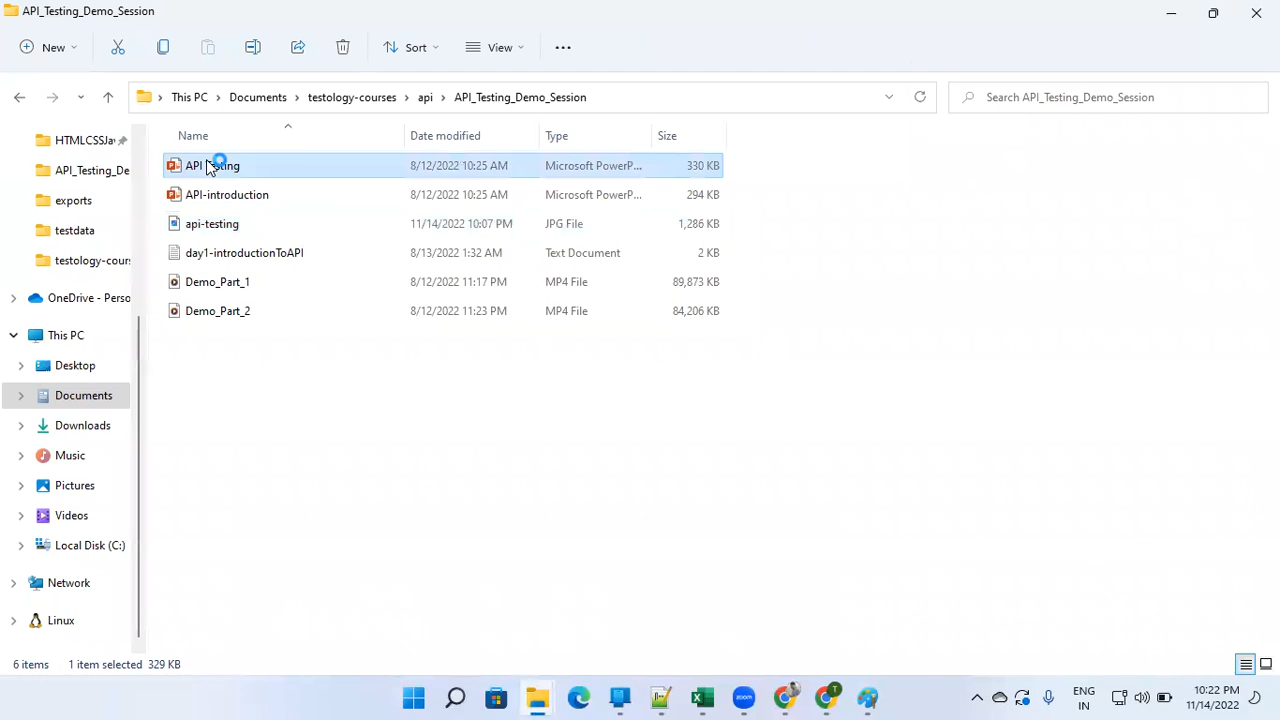 API_Testing_Demo_Session
New
Sort
View
This PC
Documents
testology-courses
api
API_Testing_Demo_Session
Search API_Testing_Demo_Session
Name
Date modified
Type
Size
HTMLCSSJav
API_Testing_De
exports
testdata
testology-cours
OneDrive - Perso
This PC
Desktop
Documents
Downloads
Music
Pictures
Videos
Local Disk (C:)
Network
Linux
8/12/2022 10:25 AM Microsoft PowerP... 330 KB
API-introduction 8/12/2022 10:25 AM Microsoft PowerP... 294 KB
api-testing 11/14/2022 10:07 PM JPG File 1,286 KB
day1-introductionToAPI 8/13/2022 1:32 AM Text Document 2 KB
Demo_Part_1 8/12/2022 11:17 PM MP4 File 89,873 KB
Demo_Part_2 8/12/2022 11:23 PM MP4 File 84,206 KB
6 items 1 item selected 329 KB
zoom
T
ENG
IN
10:22 PM
11/14/2022